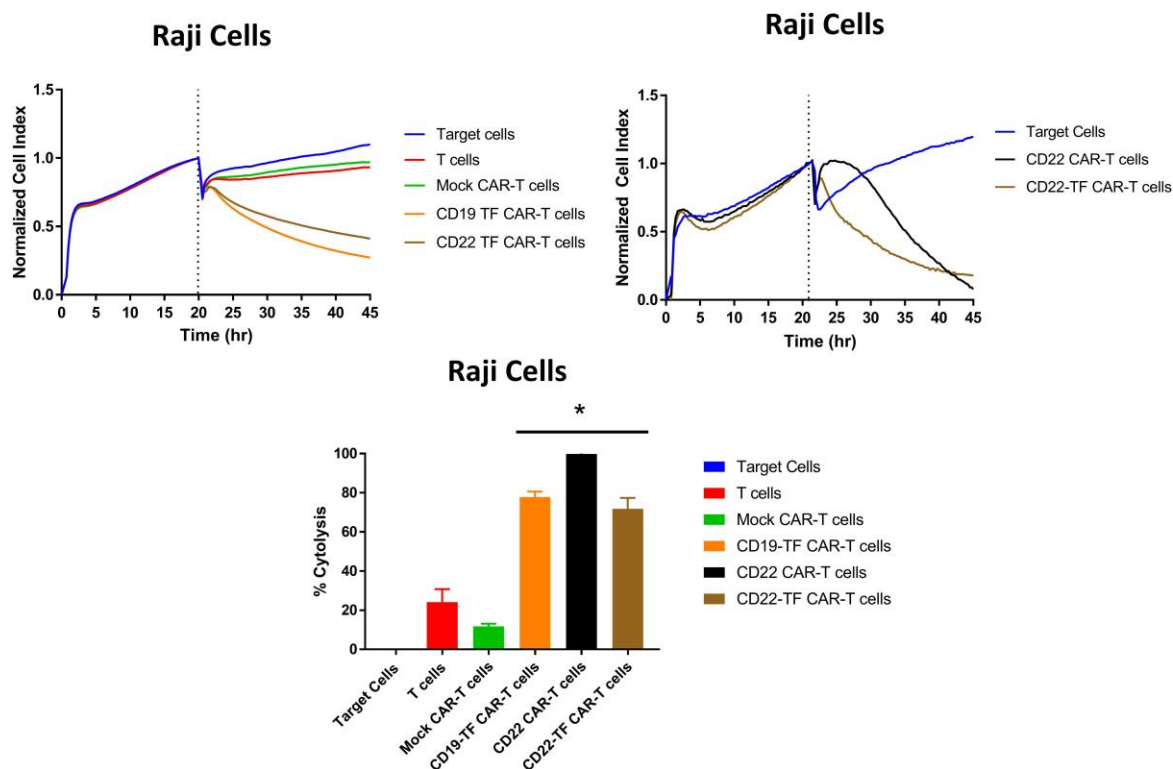 Raji Cells
Normalized Cell Index
1.5
1.0
0.5
0.0
0 5 10 15 20 25 30 35 40 45
Time (hr)
Target cells
T cells
Mock CAR-T cells
CD19 TF CAR-T cells
CD22 TF CAR-T cells
Raji Cells
Normalized Cell Index
1.5
1.0
0.5
0.0
0 5 10 15 20 25 30 35 40 45
Time (hr)
Target Cells
CD22 CAR-T cells
CD22-TF CAR-T cells
Raji Cells
*
% Cytolysis
100
80
60
40
20
0
Target Cells
T cells
Mock CAR-T cells
CD19-TF CAR-T cells
CD22 CAR-T cells
CD22-TF CAR-T cells
Target Cells
T cells
Mock CAR-T cells
CD19-TF CAR-T cells
CD22 CAR-T cells
CD22-TF CAR-T cells